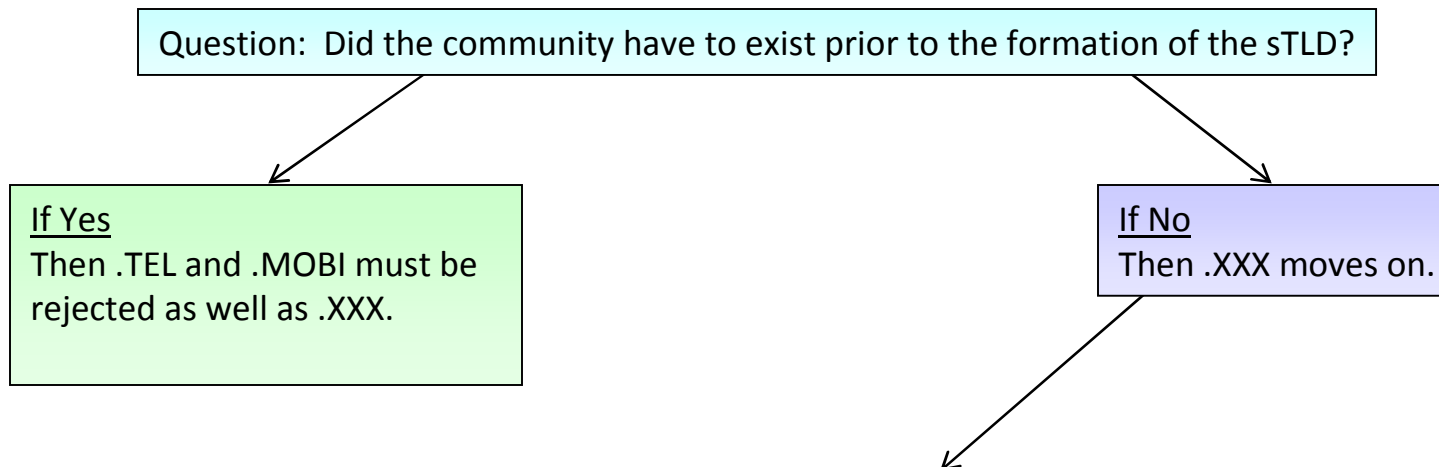 Question: Did the community have to exist prior to the formation of the sTLD?
If Yes
Then .TEL and .MOBI must be
rejected as well as .XXX.
If No
Then .XXX moves on.